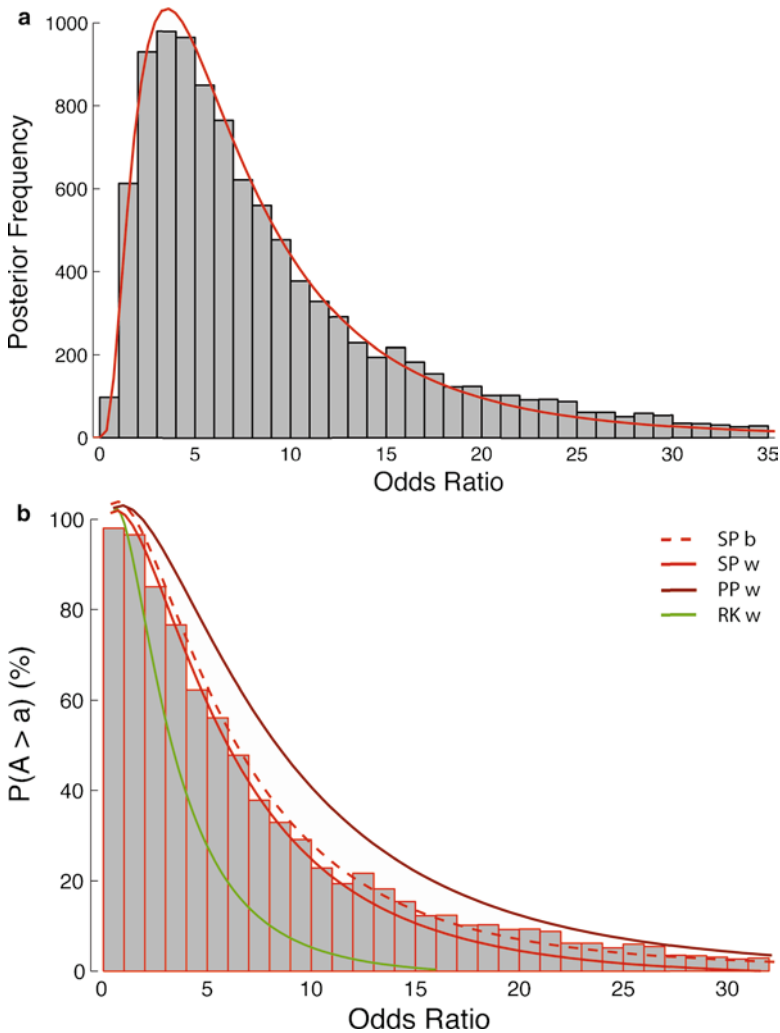 a
1000
800
600
400
200
0
Posterior Frequency
0 5 10 15 20 25 30 35
Odds Ratio
b
100
80
60
40
20
0
P(A > a) (%)
SP b
SP w
PP w
RK w
0 5 10 15 20 25 30
Odds Ratio